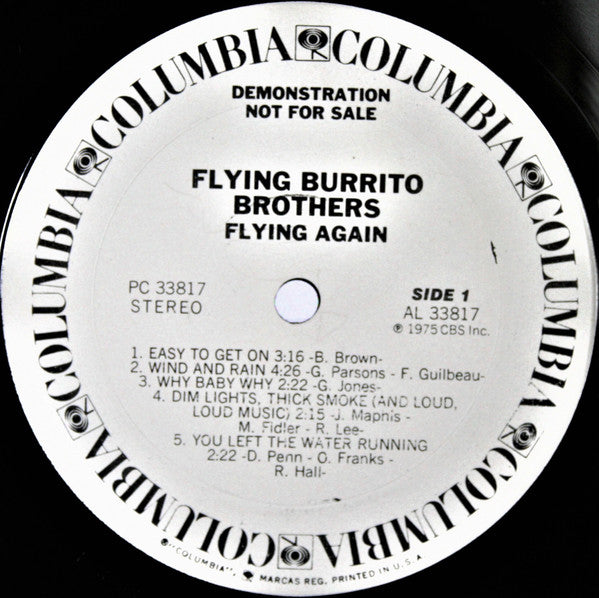 COLUMBIA COLUMBIA COLUMBIA COLUMBIA COLUMBIA COLUMBIA COLUMBIA COLUMBIA
DEMONSTRATION
NOT FOR SALE
FLYING BURRITO
BROTHERS
FLYING AGAIN
PC 33817
STEREO
SIDE 1
AL 33817
℗ 1975 CBS Inc.
1. EASY TO GET ON 3:16 -B. Brown-
2. WIND AND RAIN 4:26 -G. Parsons - F. Guilbeau-
3. WHY BABY WHY 2:22 -G. Jones-
4. DIM LIGHTS, THICK SMOKE (AND LOUD,
LOUD MUSIC) 2:15 -J. Maphis -
M. Fidler - R. Lee-
5. YOU LEFT THE WATER RUNNING
2:22 -D. Penn - O. Franks -
R. Hall-
"COLUMBIA", MARCAS REG. PRINTED IN U.S.A.